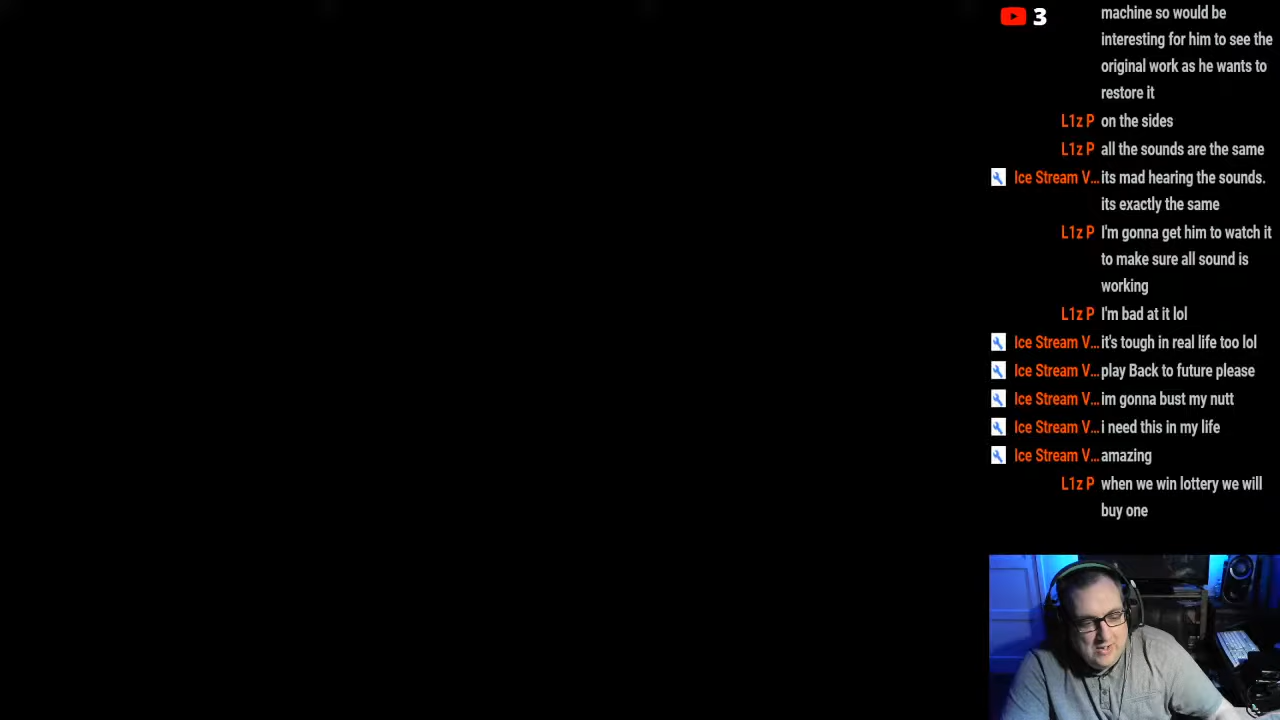 3
machine so would be
interesting for him to see the
original work as he wants to
restore it
L1z P on the sides
L1z P all the sounds are the same
Ice Stream V... its mad hearing the sounds.
its exactly the same
L1z P I'm gonna get him to watch it
to make sure all sound is
working
L1z P I'm bad at it lol
Ice Stream V... it's tough in real life too lol
Ice Stream V... play Back to future please
Ice Stream V... im gonna bust my nutt
Ice Stream V... i need this in my life
Ice Stream V... amazing
L1z P when we win lottery we will
buy one